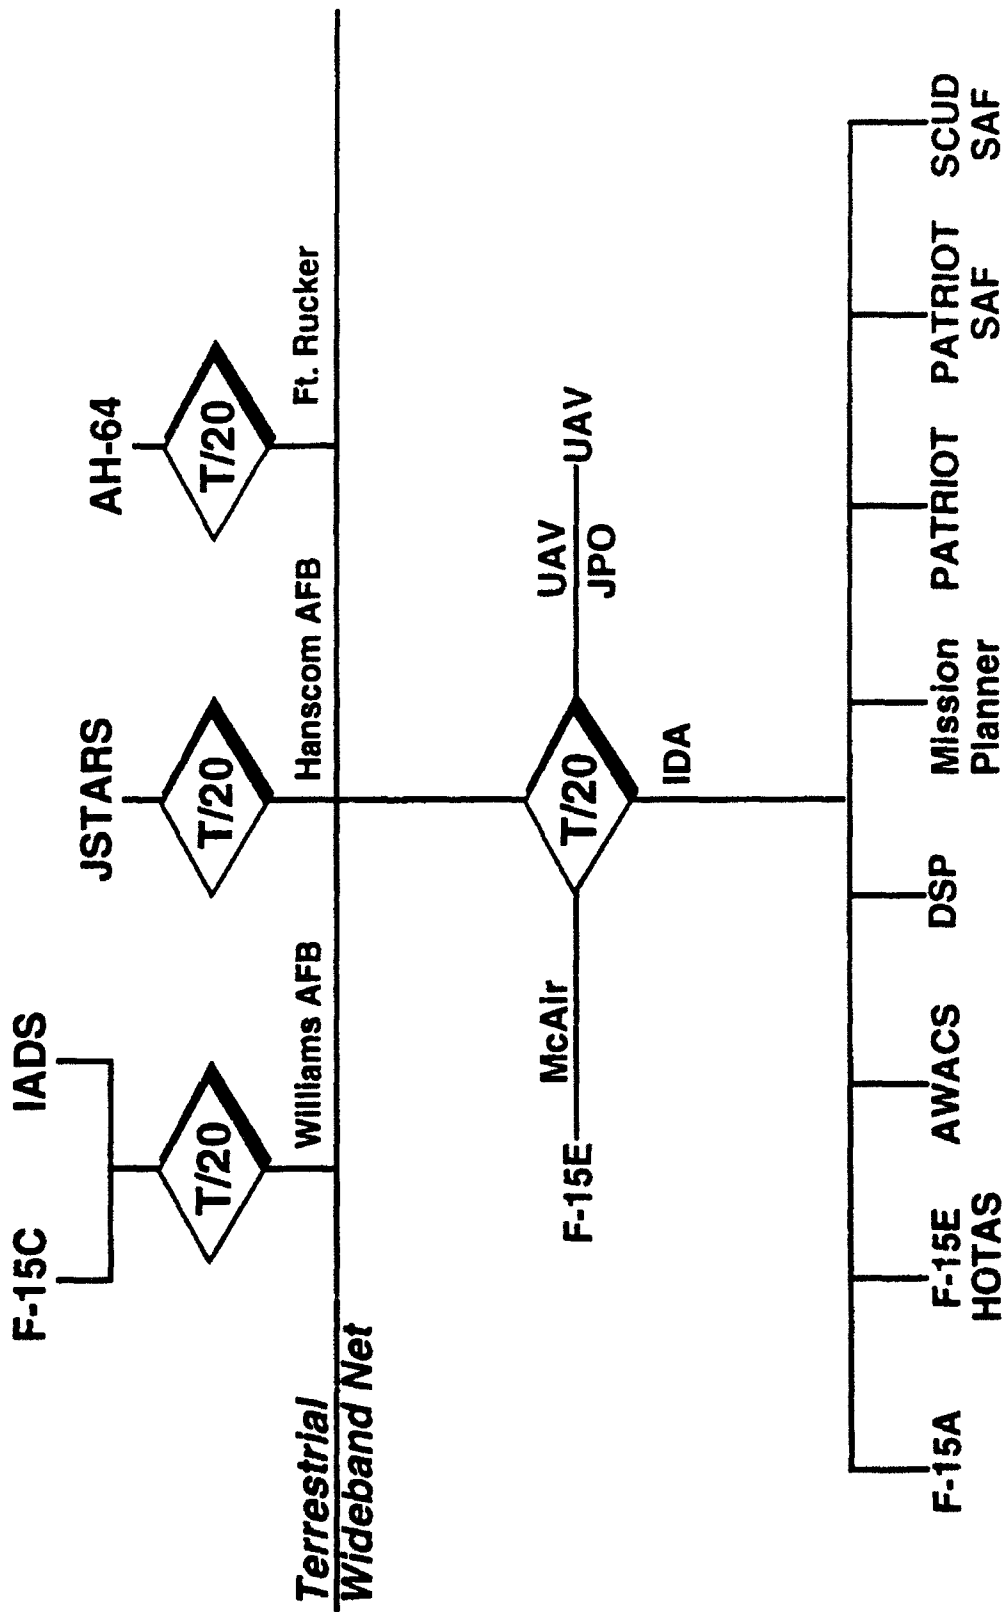 F-15C
IADS
JSTARS
AH-64
T/20
T/20
T/20
Williams AFB
Hanscom AFB
Ft. Rucker
Terrestrial
Wideband Net
F-15E
McAir
T/20
UAV
JPO
UAV
IDA
F-15A
F-15E
HOTAS
AWACS
DSP
Mission
Planner
PATRIOT
PATRIOT
SAF
SCUD
SAF